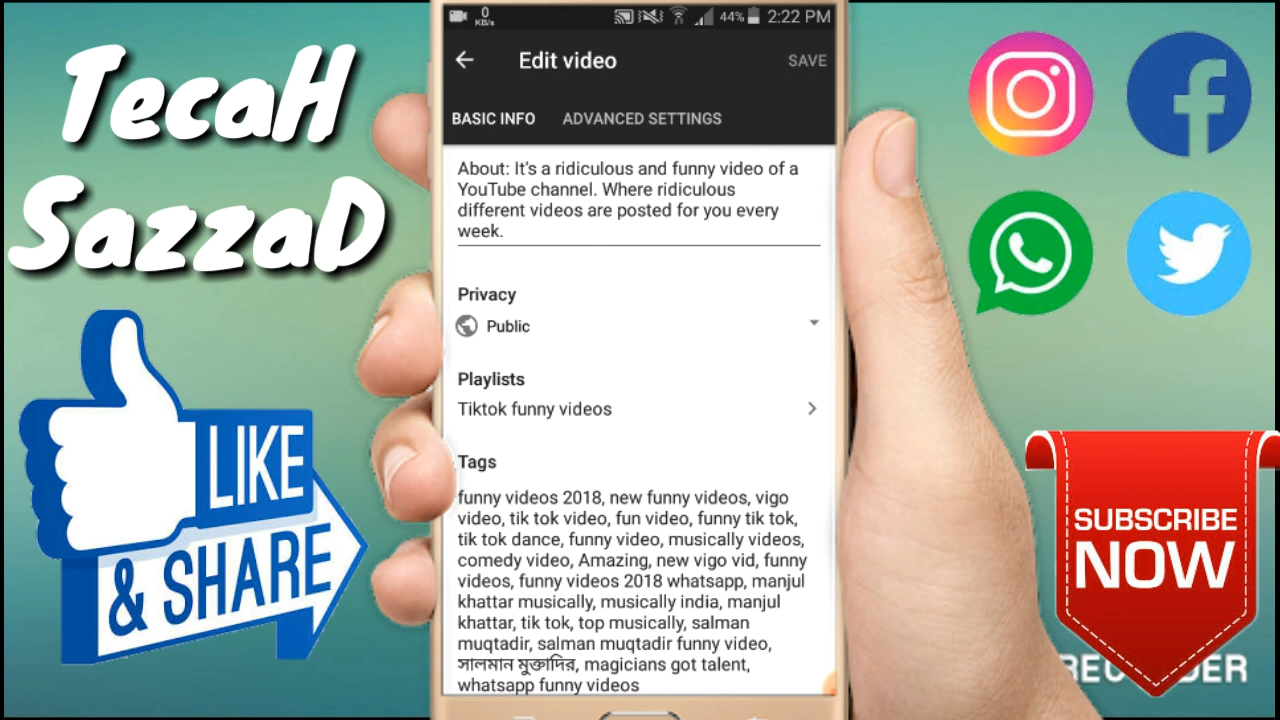 TecaH
SazzaD
LIKE
& SHARE
0
KB/s
44%
2:22 PM
Edit video
SAVE
BASIC INFO
ADVANCED SETTINGS
About: It's a ridiculous and funny video of a
YouTube channel. Where ridiculous
different videos are posted for you every
week.
Privacy
Public
Playlists
Tiktok funny videos
Tags
funny videos 2018, new funny videos, vigo
video, tik tok video, fun video, funny tik tok,
tik tok dance, funny video, musically videos,
comedy video, Amazing, new vigo vid, funny
videos, funny videos 2018 whatsapp, manjul
khattar musically, musically india, manjul
khattar, tik tok, top musically, salman
muqtadir, salman muqtadir funny video,
সালমান মুক্তাদির, magicians got talent,
whatsapp funny videos
SUBSCRIBE
NOW